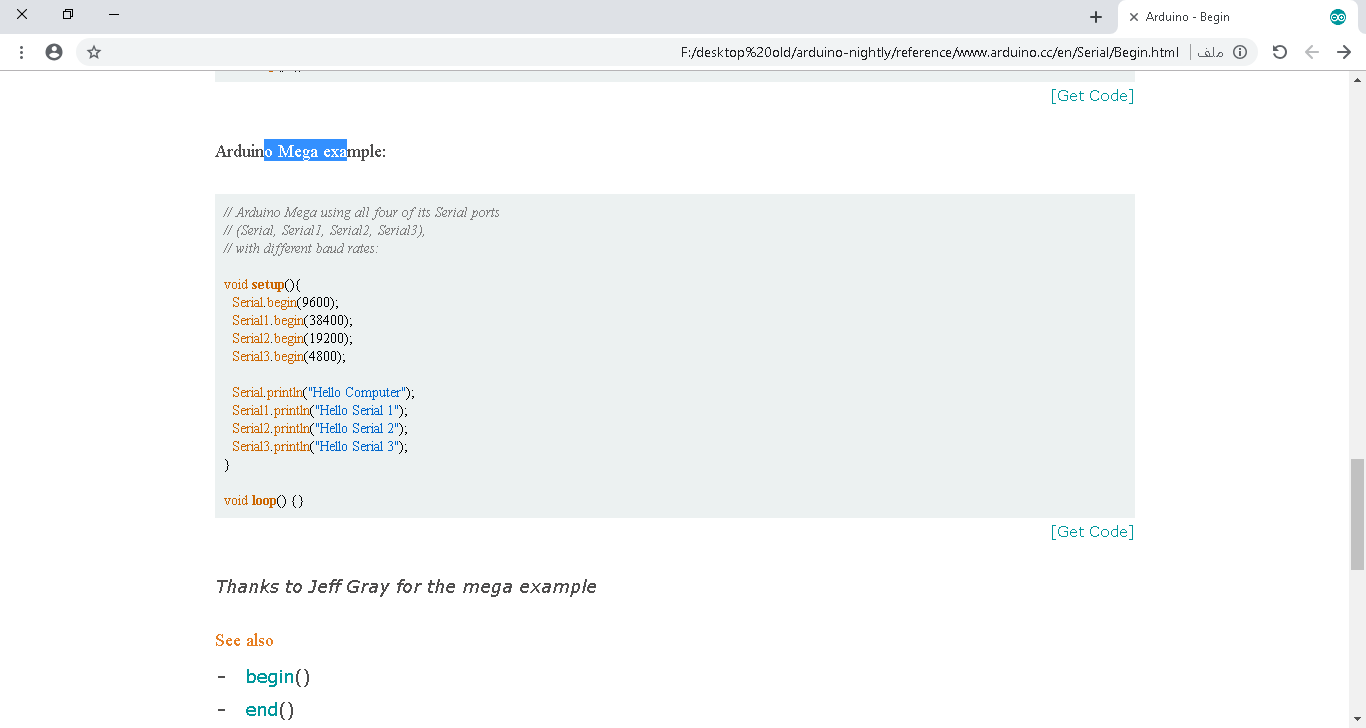 Arduino - Begin
F:/desktop%20old/arduino-nightly/reference/www.arduino.cc/en/Serial/Begin.html
ملف
[Get Code]
Arduino Mega example:
// Arduino Mega using all four of its Serial ports
// (Serial, Serial1, Serial2, Serial3),
// with different baud rates:
void setup(){
Serial.begin(9600);
Serial1.begin(38400);
Serial2.begin(19200);
Serial3.begin(4800);
Serial.println("Hello Computer");
Serial1.println("Hello Serial 1");
Serial2.println("Hello Serial 2");
Serial3.println("Hello Serial 3");
}
void loop() {}
[Get Code]
Thanks to Jeff Gray for the mega example
See also
- begin()
- end()